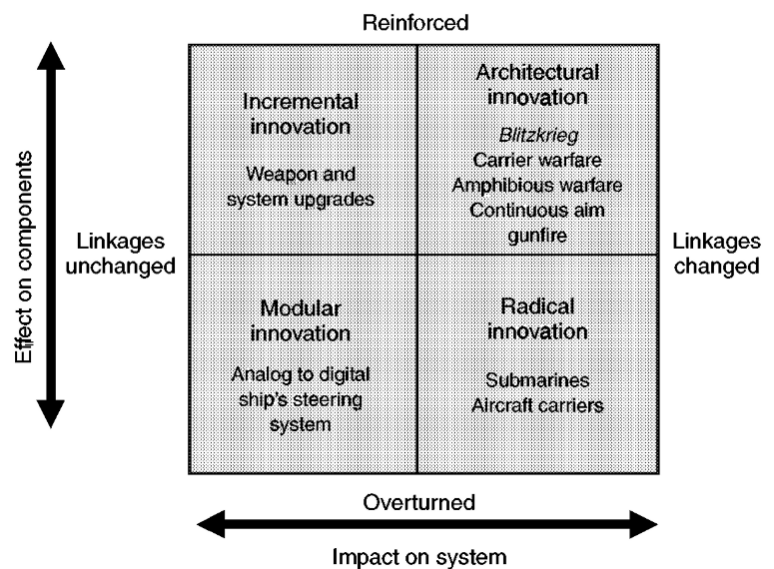 Reinforced
Effect on components
Linkages
unchanged
Incremental
innovation
Weapon and
system upgrades
Architectural
innovation
Blitzkrieg
Carrier warfare
Amphibious warfare
Continuous aim
gunfire
Linkages
changed
Modular
innovation
Analog to digital
ship's steering
system
Radical
innovation
Submarines
Aircraft carriers
Overturned
Impact on system